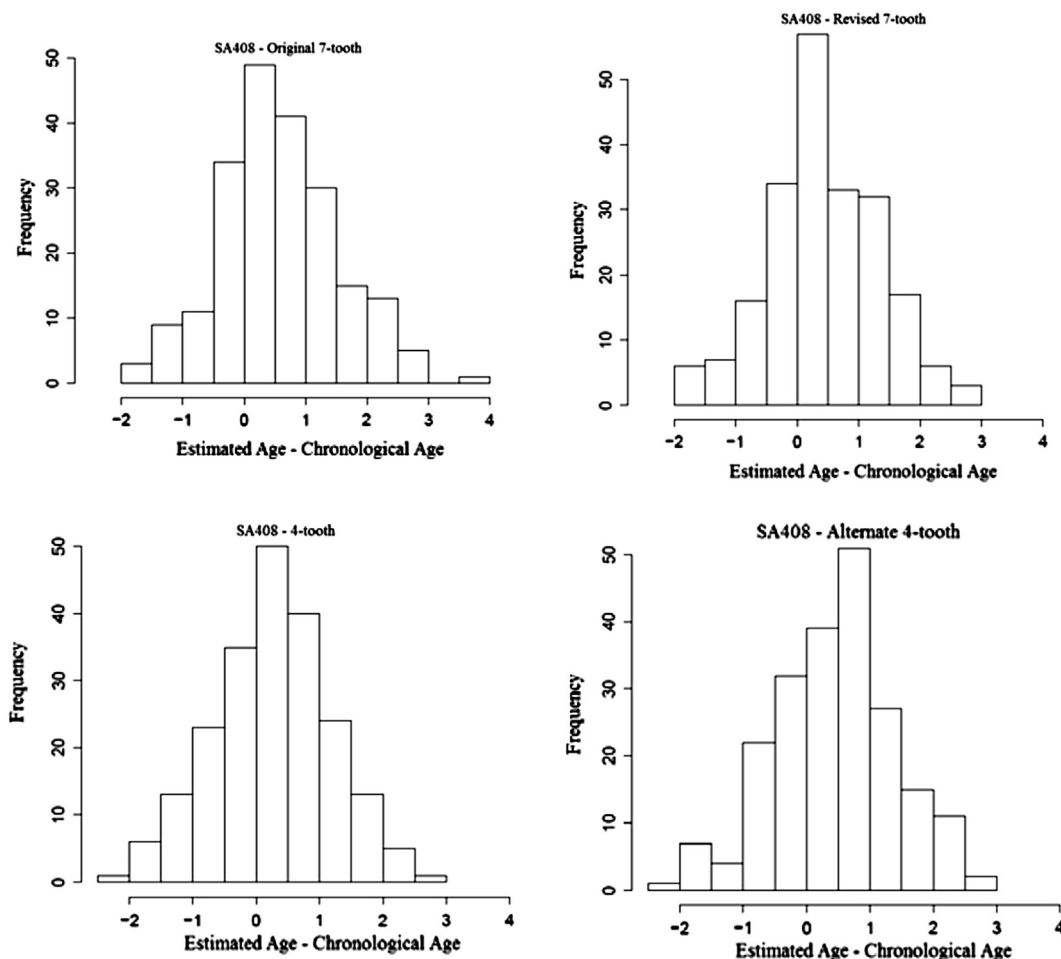 SA408 - Original 7-tooth
50
40
30
20
10
0
Frequency
−2 −1 0 1 2 3 4
Estimated Age - Chronological Age
SA408 - Revised 7-tooth
50
40
30
20
10
0
Frequency
−2 −1 0 1 2 3 4
Estimated Age - Chronological Age
SA408 - 4-tooth
50
40
30
20
10
0
Frequency
−2 −1 0 1 2 3 4
Estimated Age - Chronological Age
SA408 - Alternate 4-tooth
50
40
30
20
10
0
Frequency
−2 −1 0 1 2 3 4
Estimated Age - Chronological Age